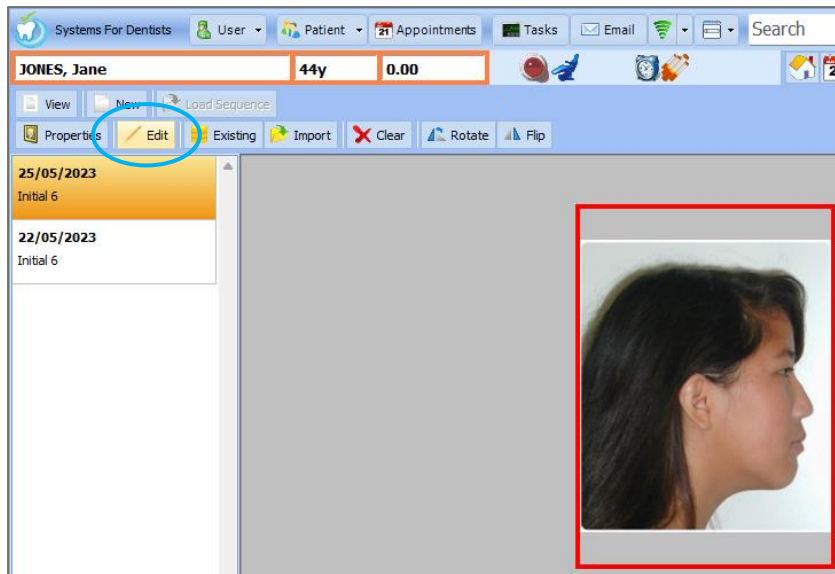 Systems For Dentists User Patient 21 Appointments Tasks Email Search
JONES, Jane 44y 0.00
View New Load Sequence
Properties Edit Existing Import Clear Rotate Flip
25/05/2023
Initial 6
22/05/2023
Initial 6